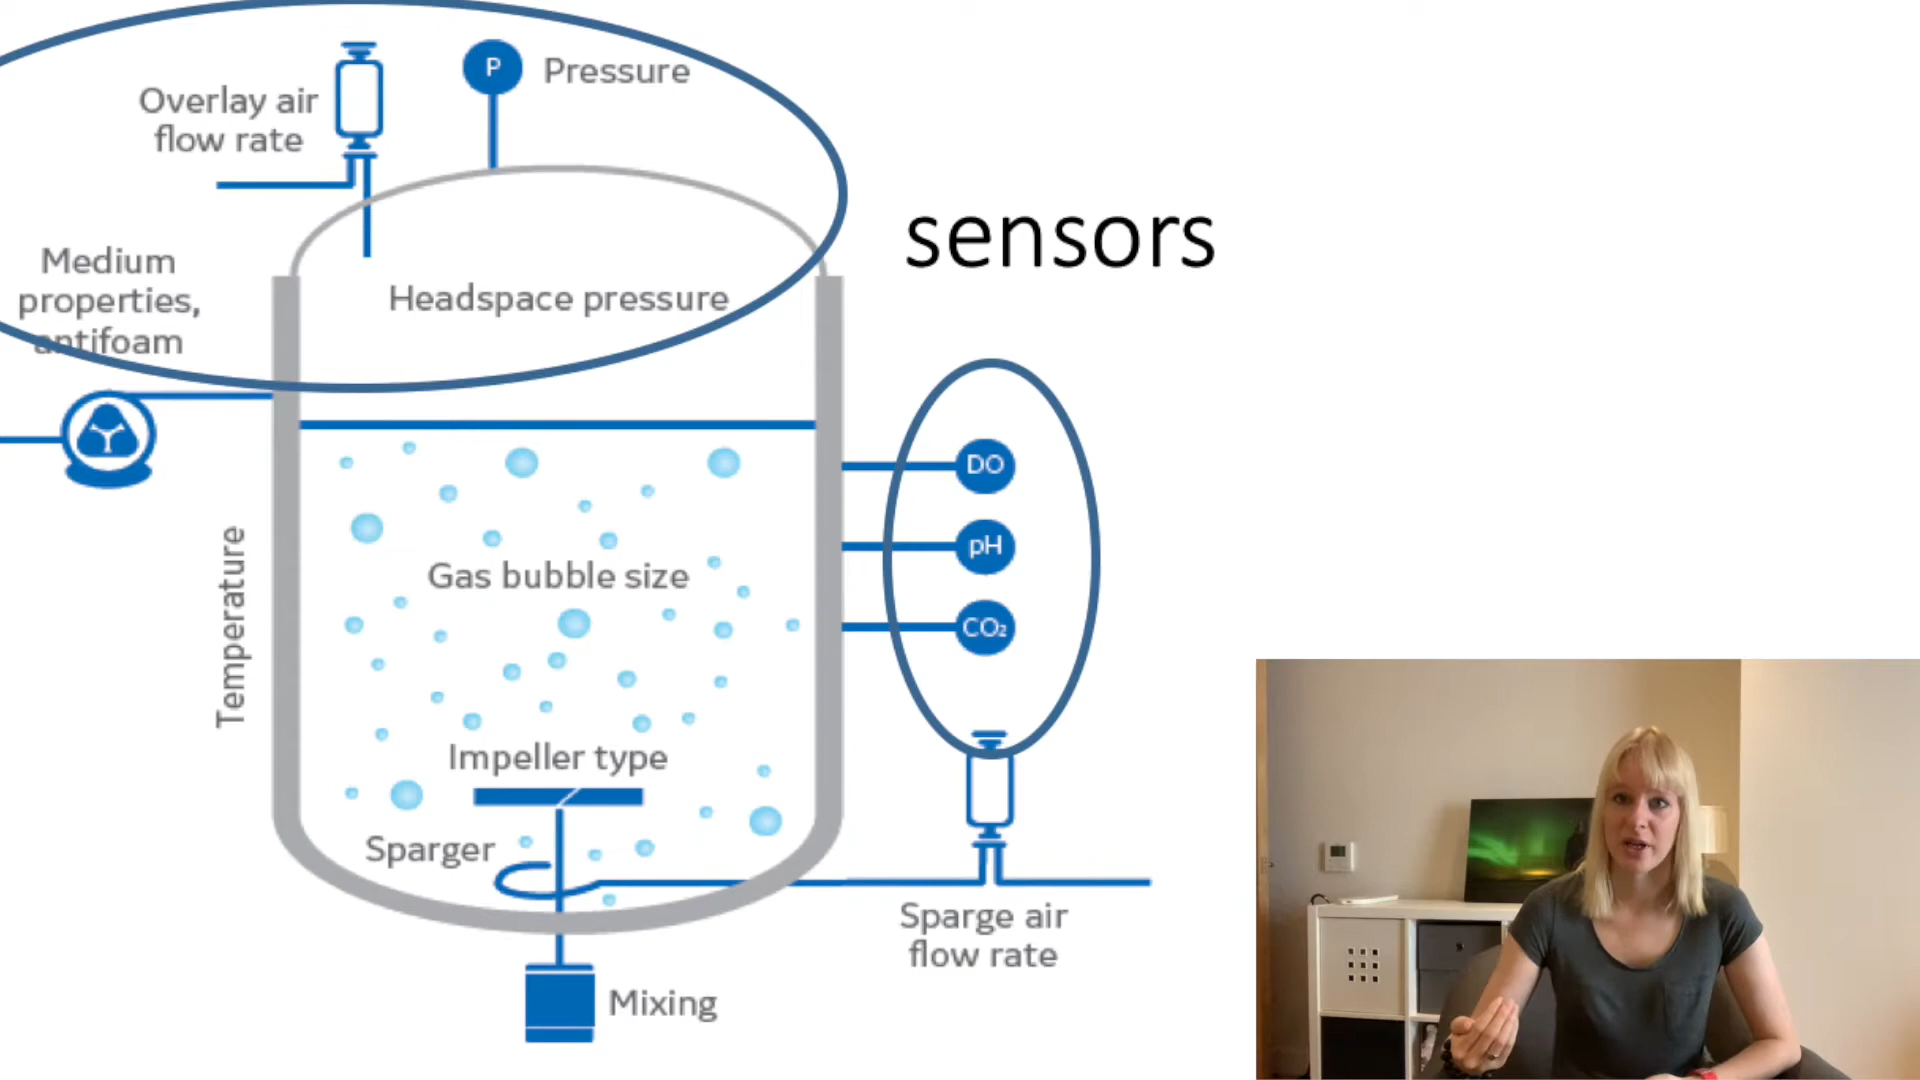 Overlay air
flow rate
P
Pressure
sensors
Medium
properties,
antifoam
Headspace pressure
DO
pH
CO₂
Temperature
Gas bubble size
Impeller type
Sparger
Sparge air
flow rate
Mixing